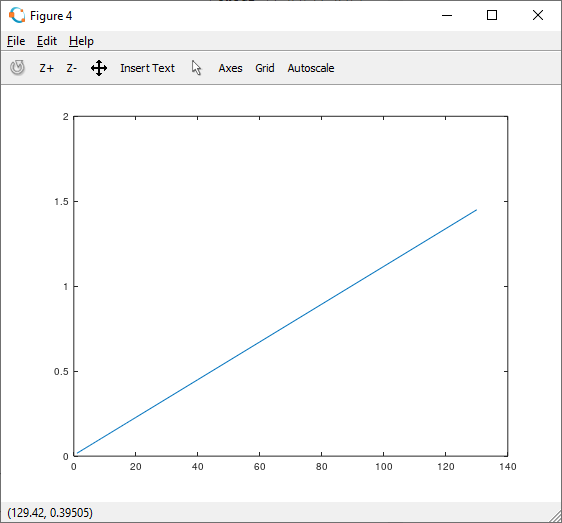 Figure 4
File Edit Help
Z+ Z- Insert Text Axes Grid Autoscale
2
1.5
1
0.5
0
0 20 40 60 80 100 120 140
(129.42, 0.39505)